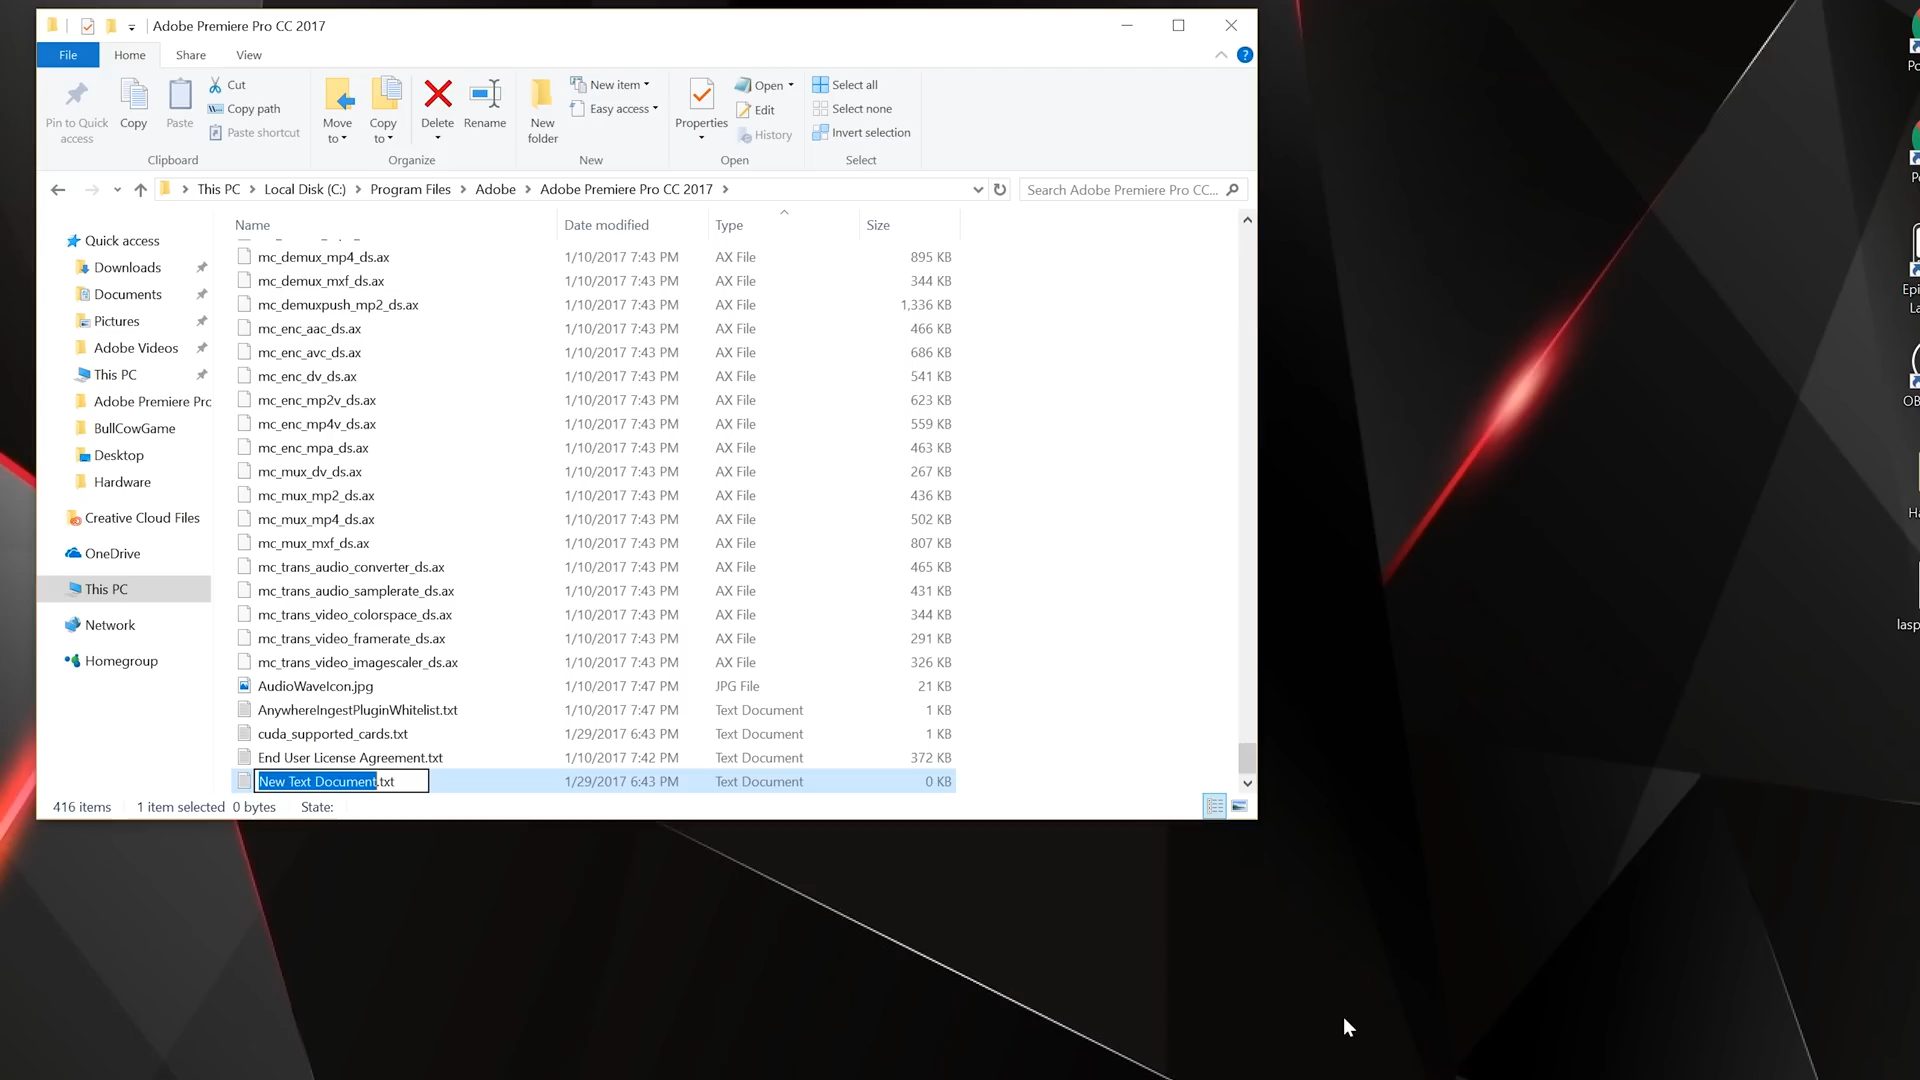 Adobe Premiere Pro CC 2017
File Home Share View
Pin to Quick access
Copy
Paste
Cut
Copy path
Paste shortcut
Clipboard
Move to
Copy to
Delete
Rename
Organize
New folder
New item
Easy access
New
Properties
Open
Edit
History
Open
Select all
Select none
Invert selection
Select
This PC Local Disk (C:) Program Files Adobe Adobe Premiere Pro CC 2017
Search Adobe Premiere Pro CC...
Quick access
Downloads
Documents
Pictures
Adobe Videos
This PC
Adobe Premiere Pro
BullCowGame
Desktop
Hardware
Creative Cloud Files
OneDrive
This PC
Network
Homegroup
Name Date modified Type Size
mc_demux_mp4_ds.ax 1/10/2017 7:43 PM AX File 895 KB
mc_demux_mxf_ds.ax 1/10/2017 7:43 PM AX File 344 KB
mc_demuxpush_mp2_ds.ax 1/10/2017 7:43 PM AX File 1,336 KB
mc_enc_aac_ds.ax 1/10/2017 7:43 PM AX File 466 KB
mc_enc_avc_ds.ax 1/10/2017 7:43 PM AX File 686 KB
mc_enc_dv_ds.ax 1/10/2017 7:43 PM AX File 541 KB
mc_enc_mp2v_ds.ax 1/10/2017 7:43 PM AX File 623 KB
mc_enc_mp4v_ds.ax 1/10/2017 7:43 PM AX File 559 KB
mc_enc_mpa_ds.ax 1/10/2017 7:43 PM AX File 463 KB
mc_mux_dv_ds.ax 1/10/2017 7:43 PM AX File 267 KB
mc_mux_mp2_ds.ax 1/10/2017 7:43 PM AX File 436 KB
mc_mux_mp4_ds.ax 1/10/2017 7:43 PM AX File 502 KB
mc_mux_mxf_ds.ax 1/10/2017 7:43 PM AX File 807 KB
mc_trans_audio_converter_ds.ax 1/10/2017 7:43 PM AX File 465 KB
mc_trans_audio_samplerate_ds.ax 1/10/2017 7:43 PM AX File 431 KB
mc_trans_video_colorspace_ds.ax 1/10/2017 7:43 PM AX File 344 KB
mc_trans_video_framerate_ds.ax 1/10/2017 7:43 PM AX File 291 KB
mc_trans_video_imagescaler_ds.ax 1/10/2017 7:43 PM AX File 326 KB
AudioWaveIcon.jpg 1/10/2017 7:47 PM JPG File 21 KB
AnywhereIngestPluginWhitelist.txt 1/10/2017 7:47 PM Text Document 1 KB
cuda_supported_cards.txt 1/29/2017 6:43 PM Text Document 1 KB
End User License Agreement.txt 1/10/2017 7:42 PM Text Document 372 KB
New Text Document.txt 1/29/2017 6:43 PM Text Document 0 KB
416 items 1 item selected 0 bytes State:
Epi
La
OB
Ha
lasp